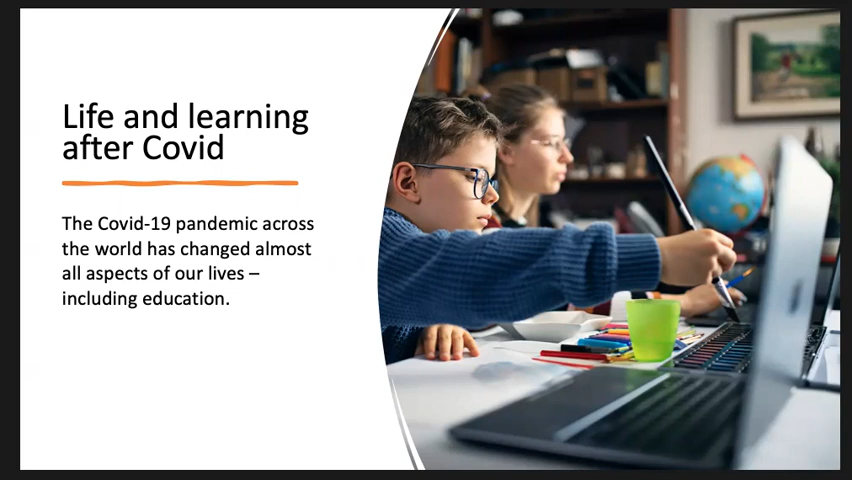 Life and learning
after Covid
The Covid-19 pandemic across
the world has changed almost
all aspects of our lives –
including education.